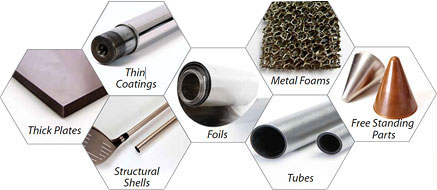 Thin
Coatings
Metal Foams
Thick Plates
Foils
Free Standing
Parts
Structural
Shells
Tubes